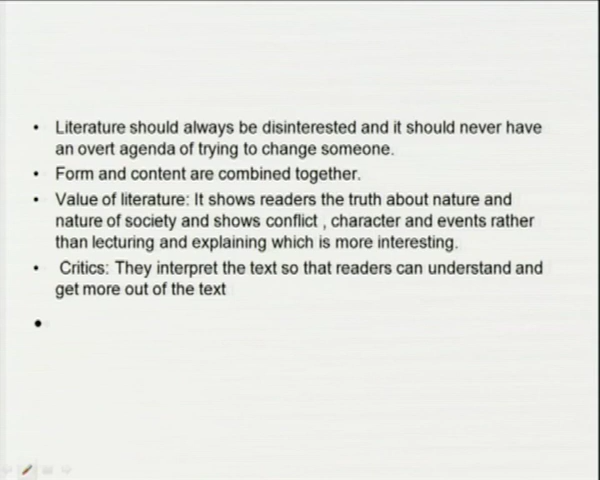 • Literature should always be disinterested and it should never have
an overt agenda of trying to change someone.
• Form and content are combined together.
• Value of literature: It shows readers the truth about nature and
nature of society and shows conflict , character and events rather
than lecturing and explaining which is more interesting.
• Critics: They interpret the text so that readers can understand and
get more out of the text
•